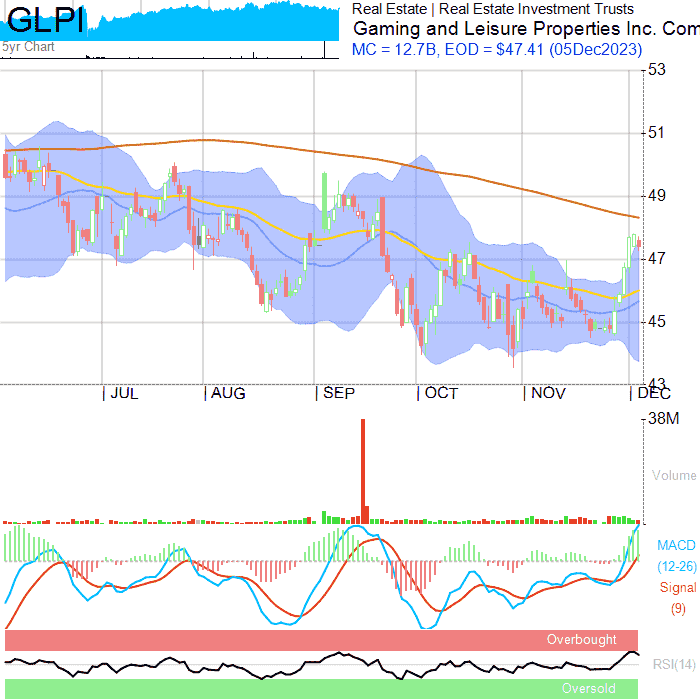 GLPI
5yr Chart
Real Estate | Real Estate Investment Trusts
Gaming and Leisure Properties Inc. Com
MC = 12.7B, EOD = $47.41 (05Dec2023)
53
51
49
47
45
43
JUL
AUG
SEP
OCT
NOV
DEC
38M
Volume
MACD
(12-26)
Signal
(9)
Overbought
RSI(14)
Oversold